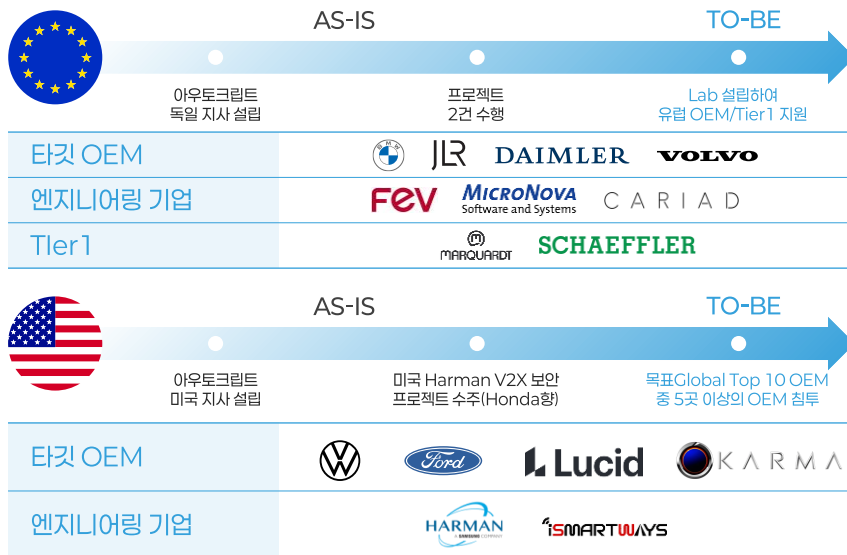 AS-IS
TO-BE
아우토크립트
독일 지사 설립
프로젝트
2건 수행
Lab 설립하여
유럽 OEM/Tier1 지원
타깃 OEM
BMW
JLR
DAIMLER
VOLVO
엔지니어링 기업
FEV
MICRONOVA
Software and Systems
CARIAD
TIer1
MARQUARDT
SCHAEFFLER
AS-IS
TO-BE
아우토크립트
미국 지사 설립
미국 Harman V2X 보안
프로젝트 수주(Honda향)
목표Global Top 10 OEM
중 5곳 이상의 OEM 침투
타깃 OEM
Ford
Lucid
KARMA
엔지니어링 기업
HARMAN
A SAMSUNG COMPANY
iSMARTWAYS